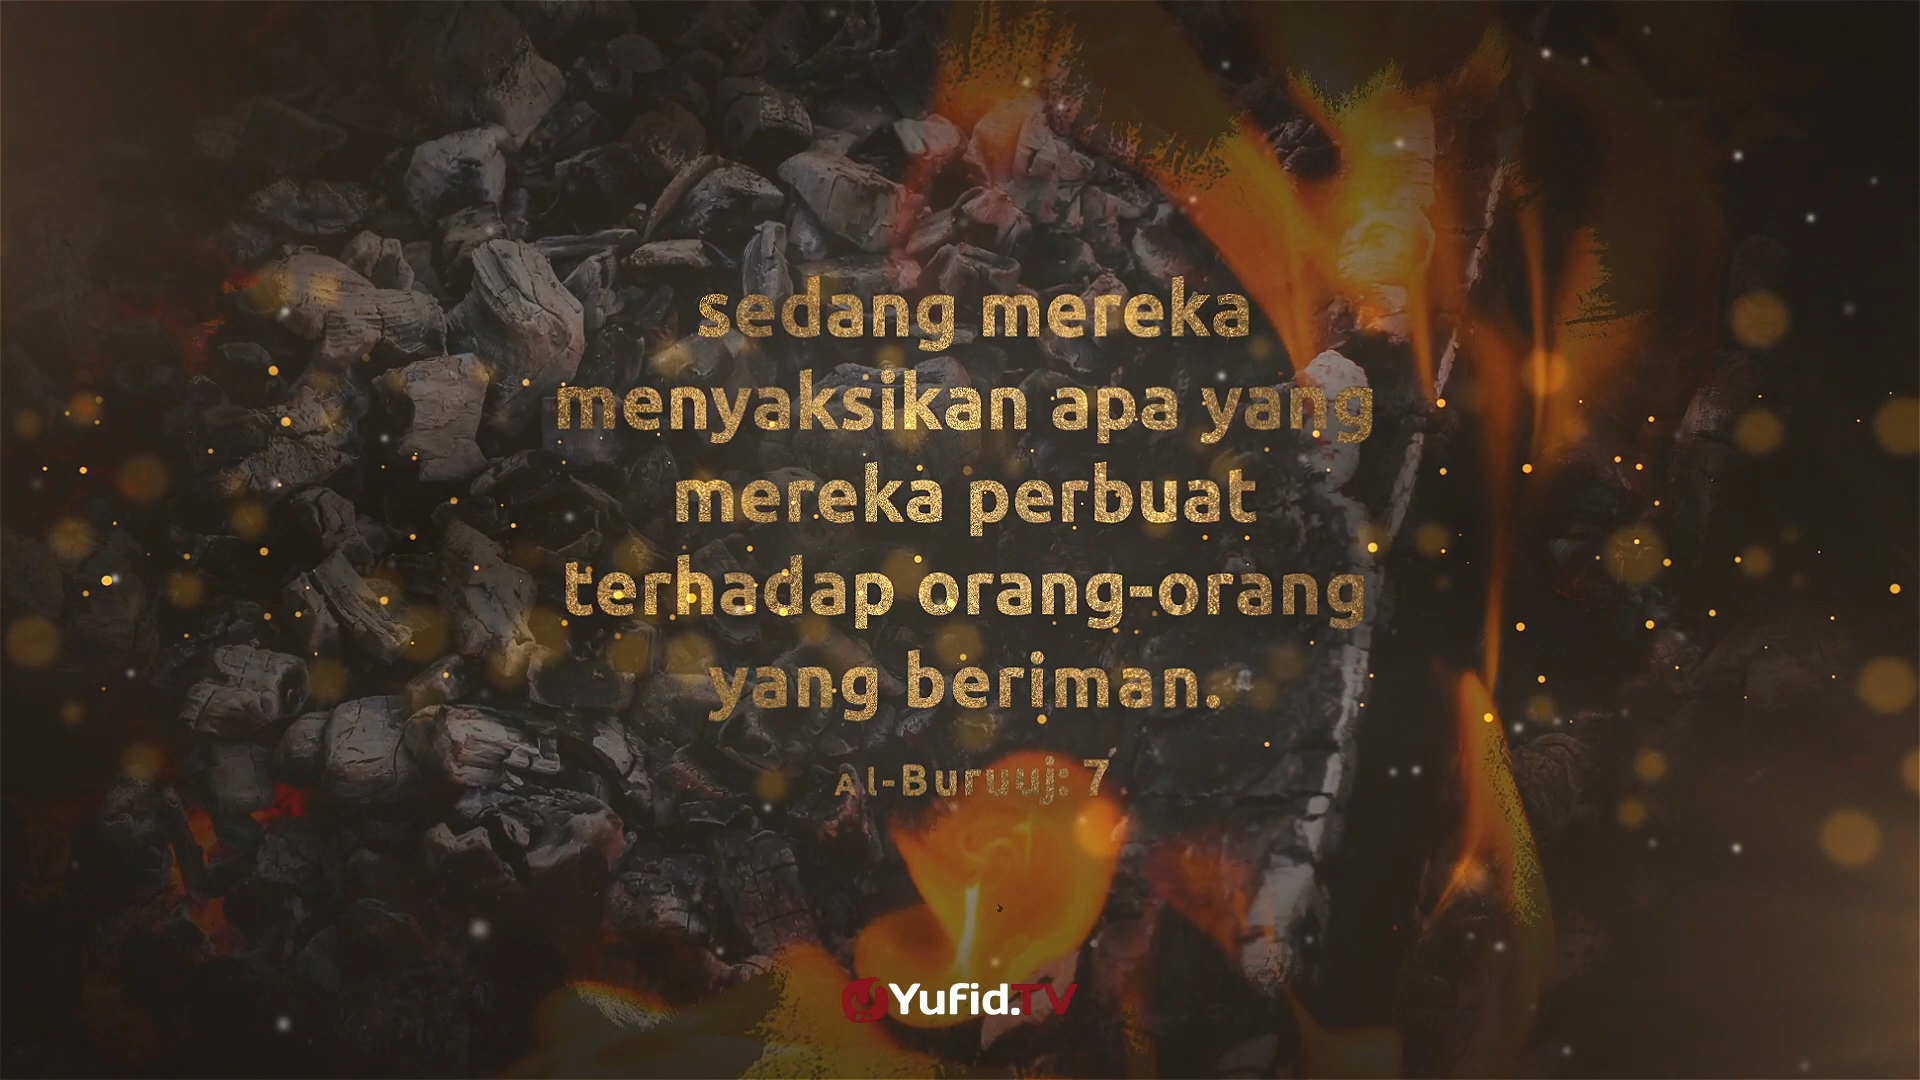 sedang mereka
menyaksikan apa yang
mereka perbuat
terhadap orang-orang
yang beriman.
Al-Buruuj: 7
Yufid.TV